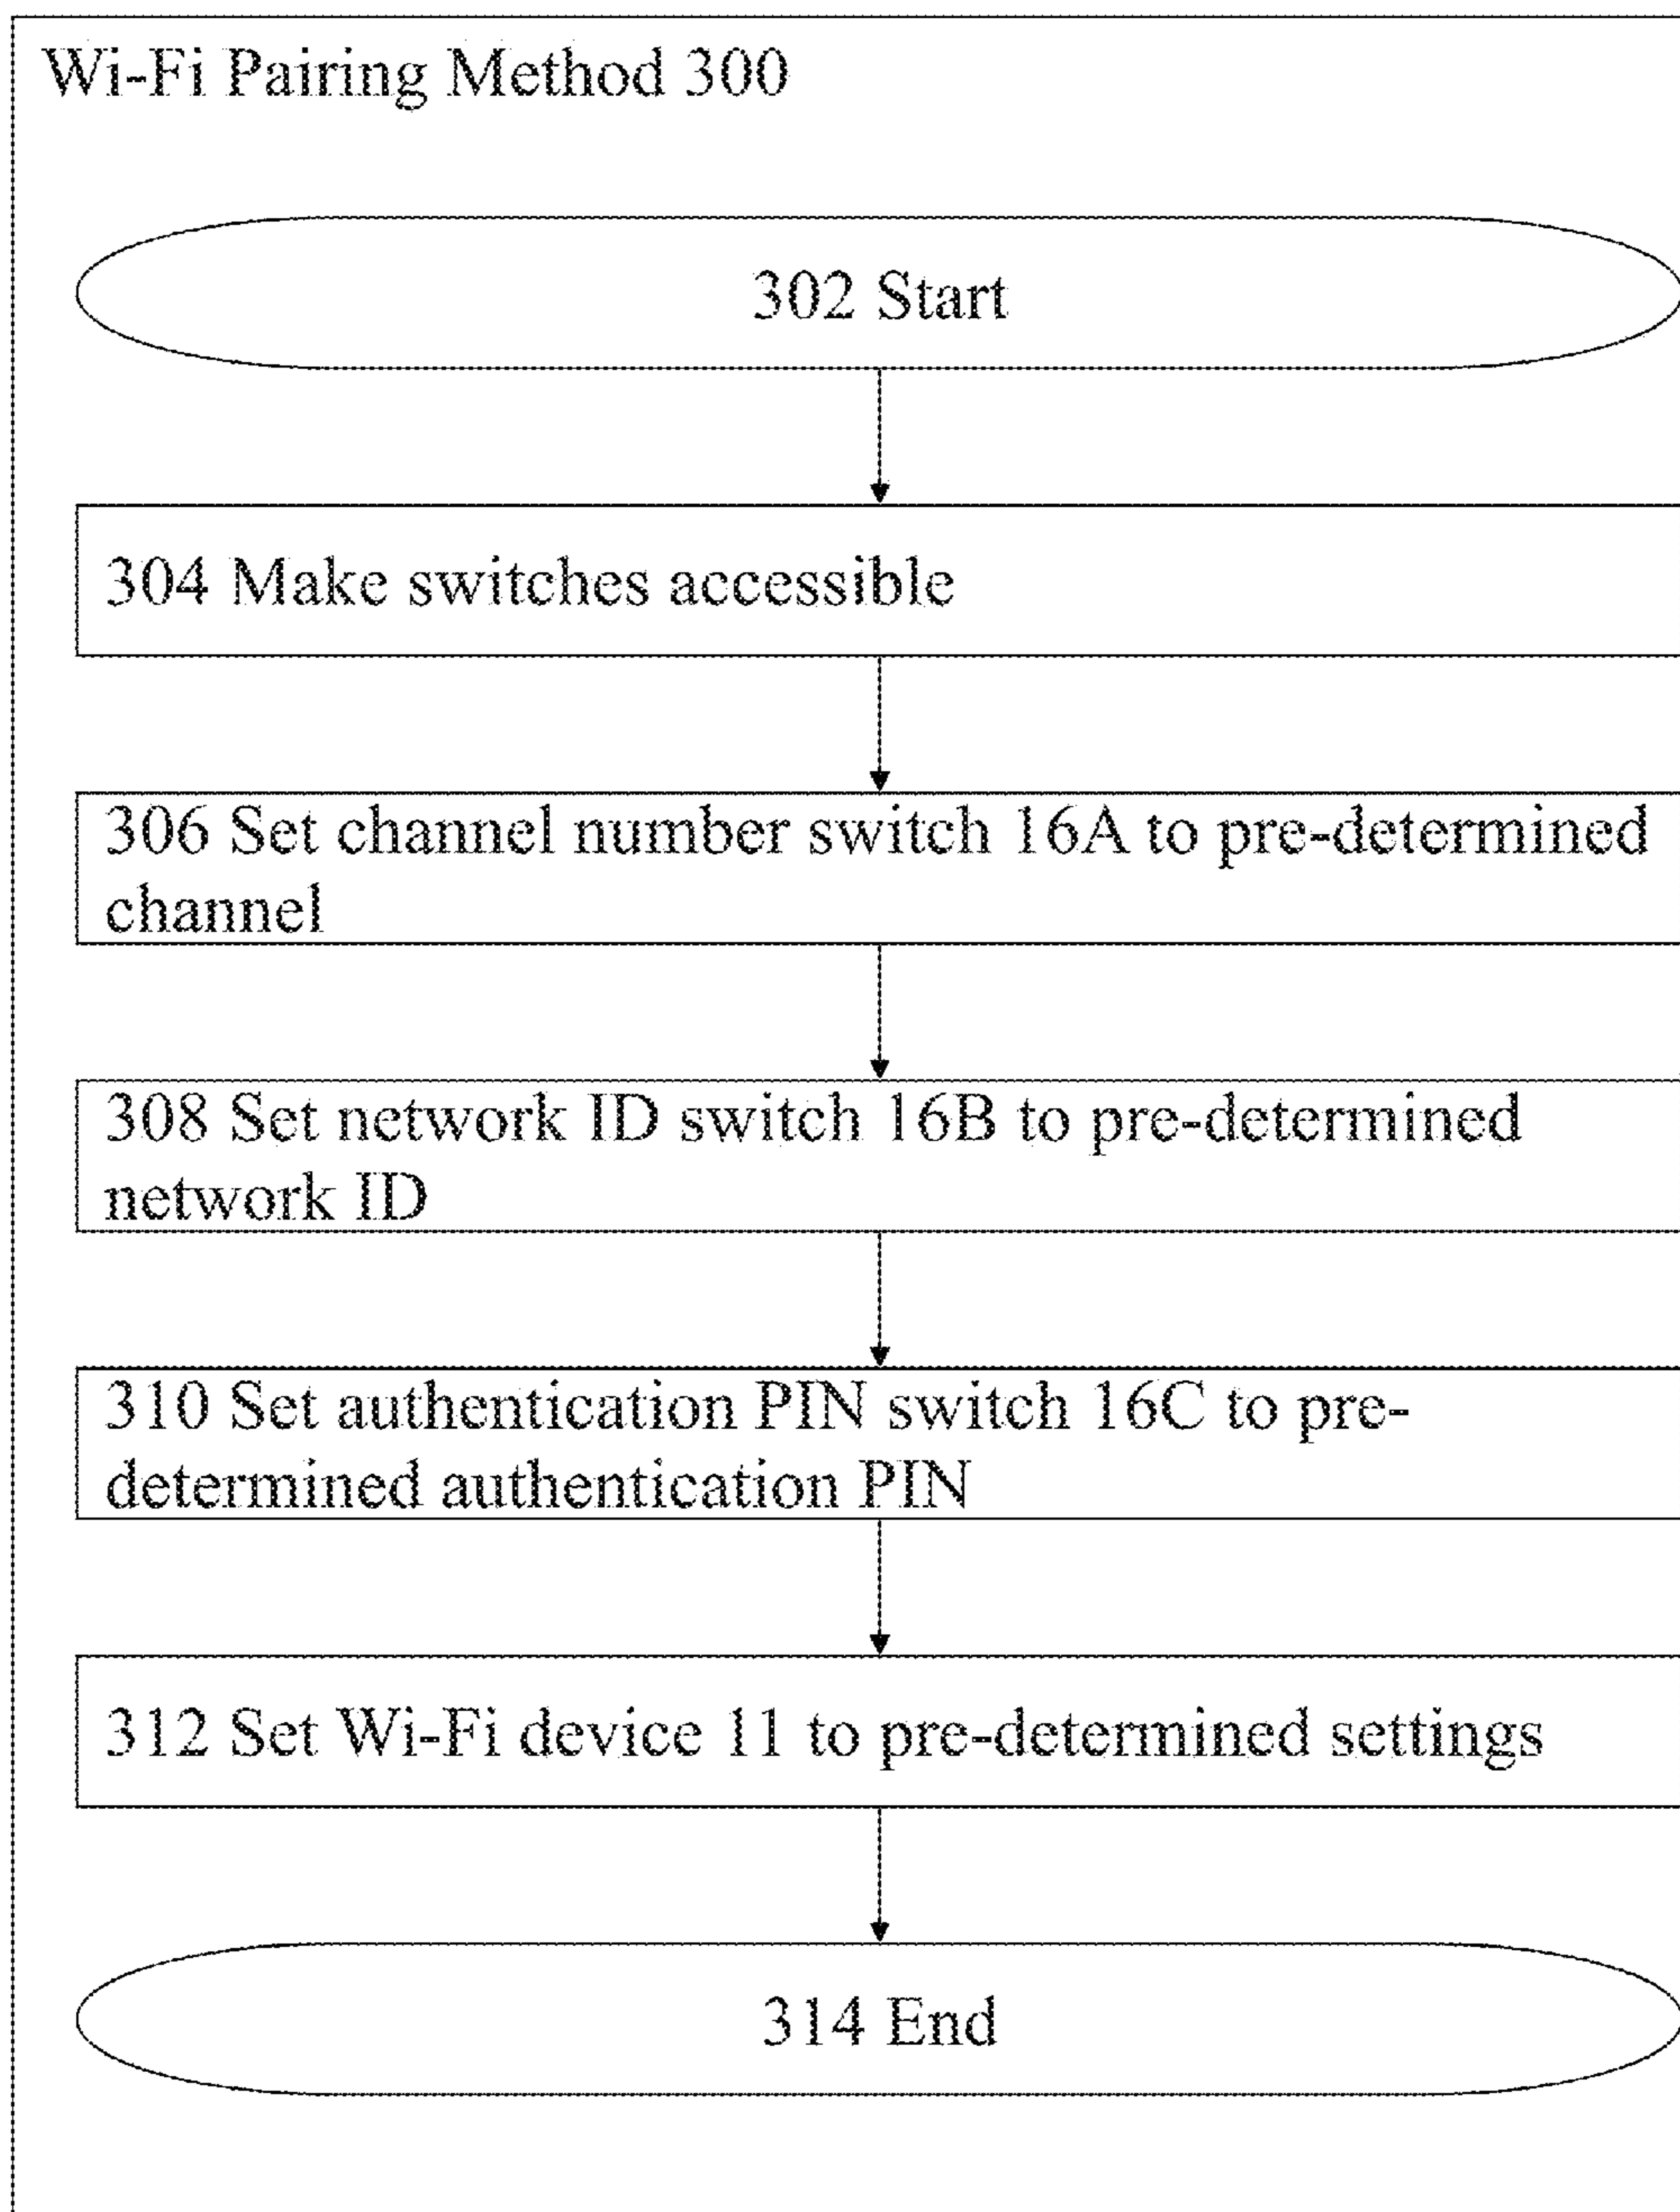 Wi-Fi Pairing Method 300
302 Start
304 Make switches accessible
306 Set channel number switch 16A to pre-determined
channel
308 Set network ID switch 16B to pre-determined
network ID
310 Set authentication PIN switch 16C to pre-
determined authentication PIN
312 Set Wi-Fi device 11 to pre-determined settings
314 End